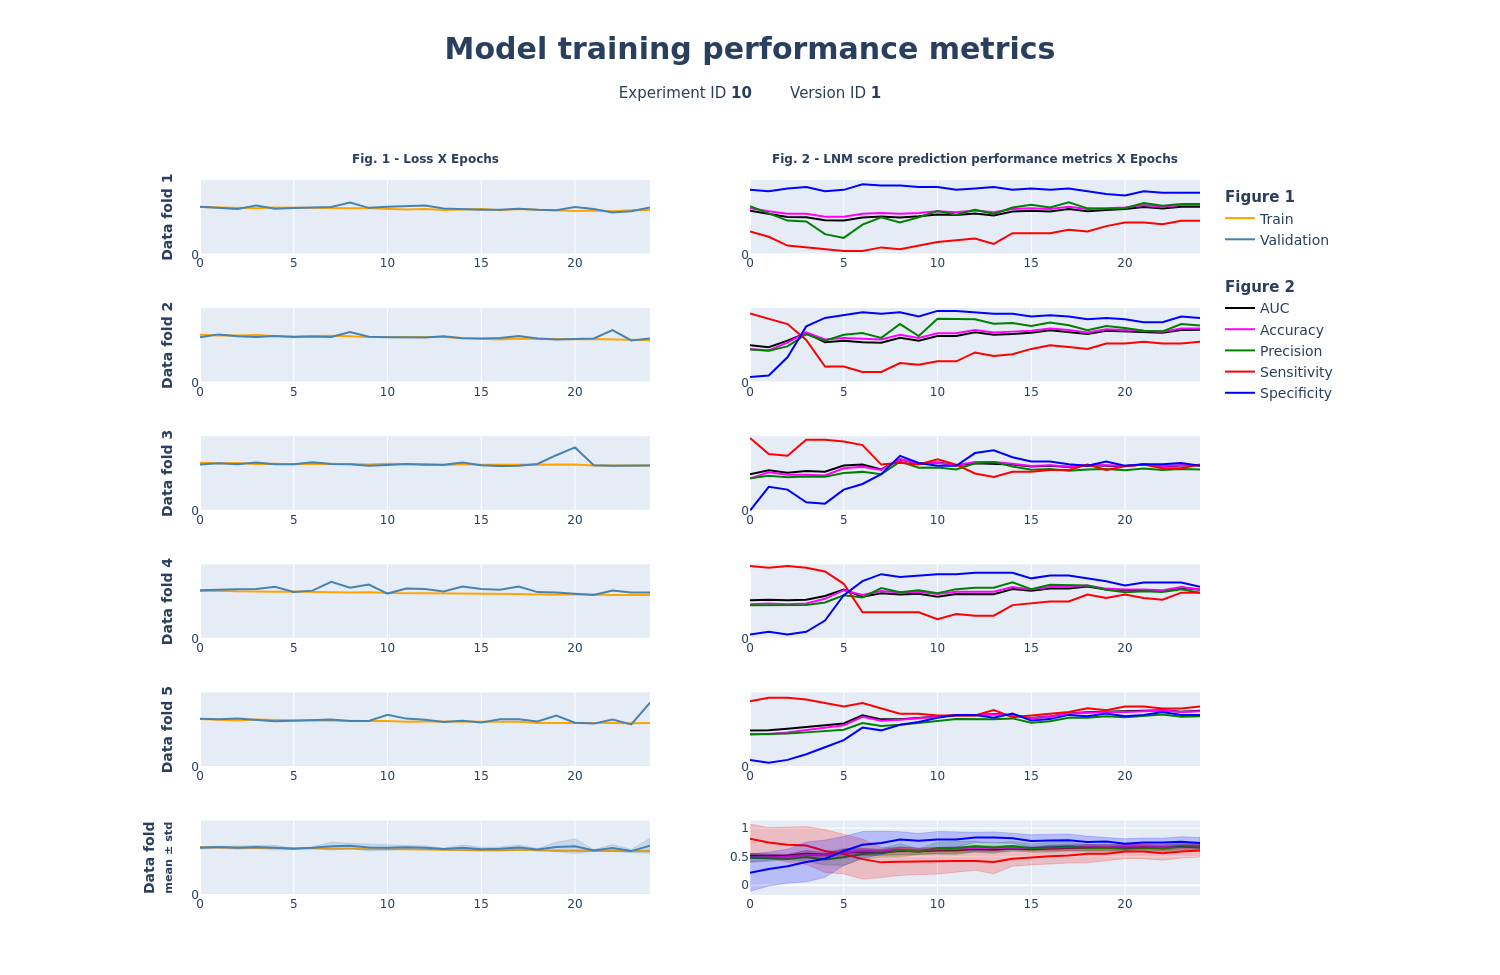 Model training performance metrics
Experiment ID 10 Version ID 1
Fig. 1 - Loss X Epochs
Fig. 2 - LNM score prediction performance metrics X Epochs
Data fold 1
0
0 5 10 15 20
0
0 5 10 15 20
Figure 1
Train
Validation
Figure 2
AUC
Accuracy
Precision
Sensitivity
Specificity
Data fold 2
0
0 5 10 15 20
0
0 5 10 15 20
Data fold 3
0
0 5 10 15 20
0
0 5 10 15 20
Data fold 4
0
0 5 10 15 20
0
0 5 10 15 20
Data fold 5
0
0 5 10 15 20
0
0 5 10 15 20
Data fold
mean ± std
0
0 5 10 15 20
1
0.5
0
0 5 10 15 20